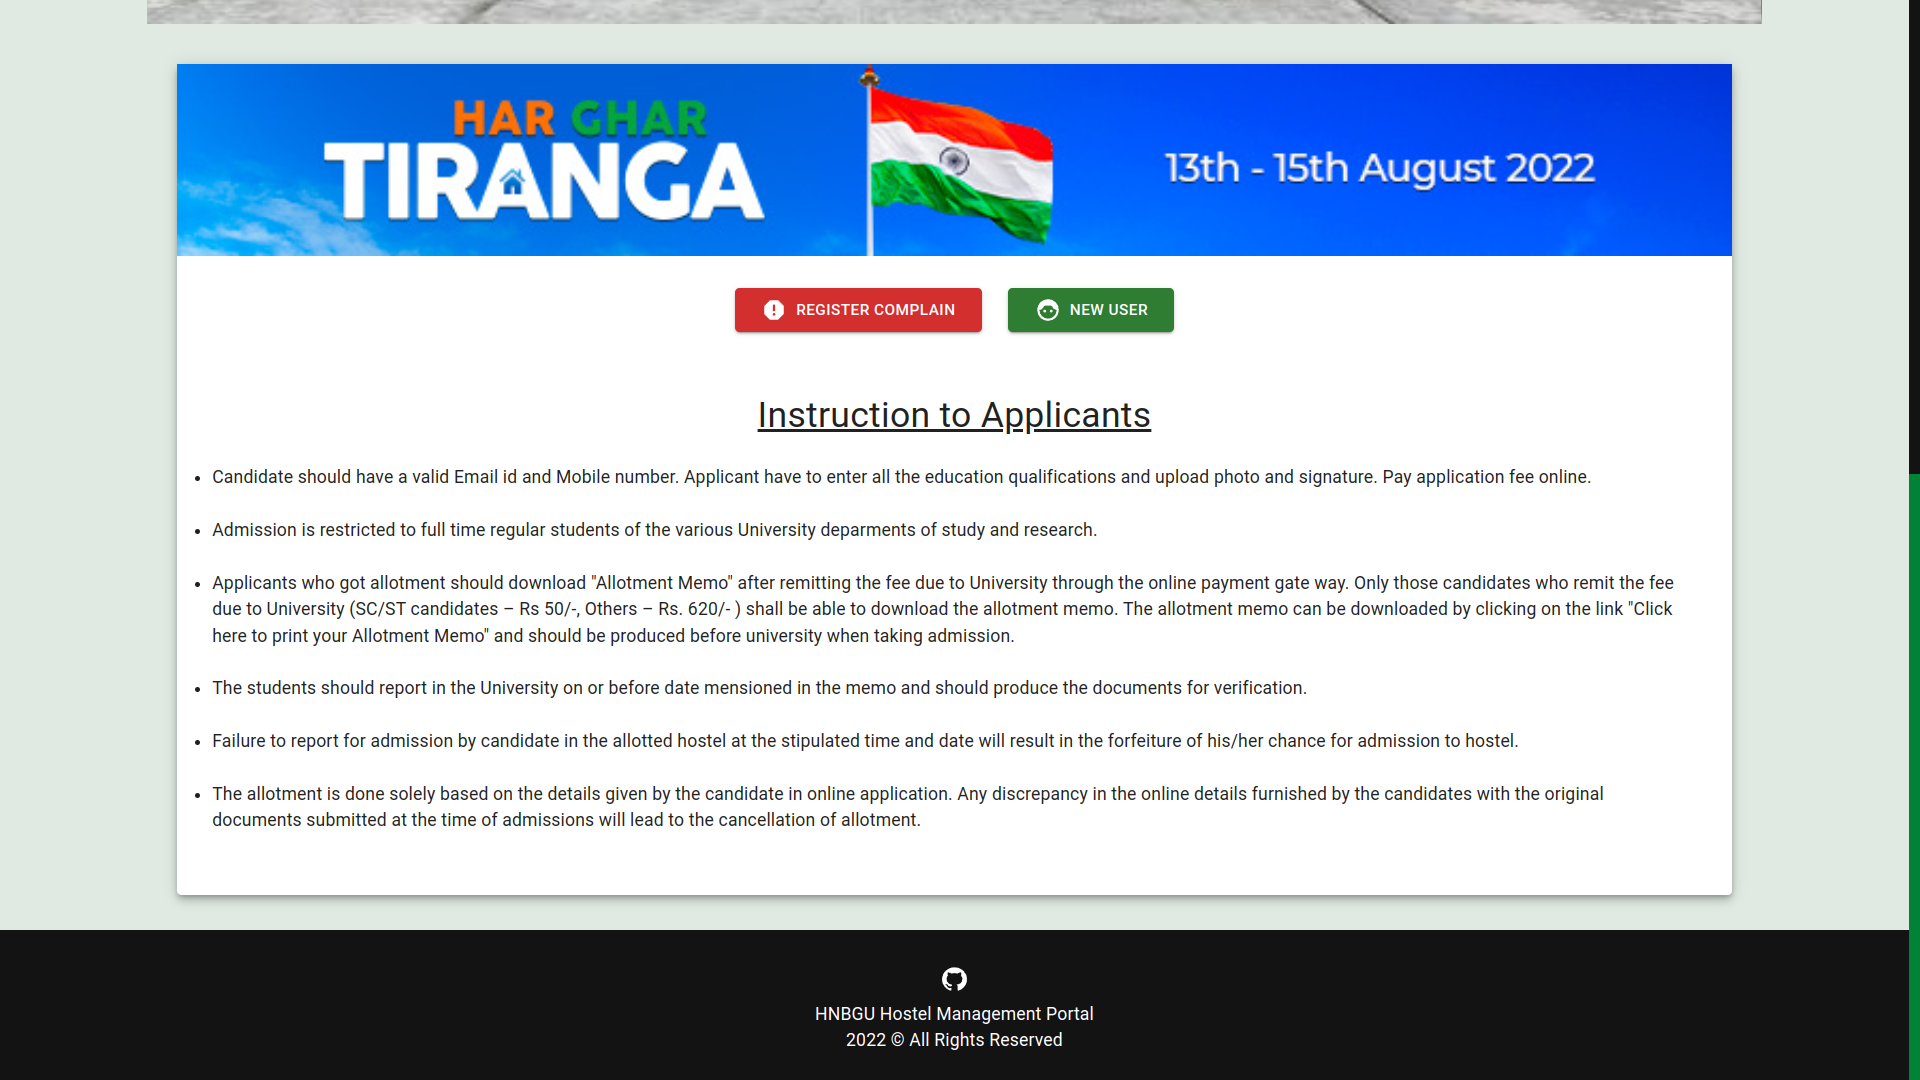 HAR GHAR
TIRANGA
13th - 15th August 2022
REGISTER COMPLAIN
NEW USER
Instruction to Applicants
• Candidate should have a valid Email id and Mobile number. Applicant have to enter all the education qualifications and upload photo and signature. Pay application fee online.
• Admission is restricted to full time regular students of the various University deparments of study and research.
• Applicants who got allotment should download "Allotment Memo" after remitting the fee due to University through the online payment gate way. Only those candidates who remit the fee
due to University (SC/ST candidates – Rs 50/-, Others – Rs. 620/- ) shall be able to download the allotment memo. The allotment memo can be downloaded by clicking on the link "Click
here to print your Allotment Memo" and should be produced before university when taking admission.
• The students should report in the University on or before date mensioned in the memo and should produce the documents for verification.
• Failure to report for admission by candidate in the allotted hostel at the stipulated time and date will result in the forfeiture of his/her chance for admission to hostel.
• The allotment is done solely based on the details given by the candidate in online application. Any discrepancy in the online details furnished by the candidates with the original
documents submitted at the time of admissions will lead to the cancellation of allotment.
HNBGU Hostel Management Portal
2022 © All Rights Reserved